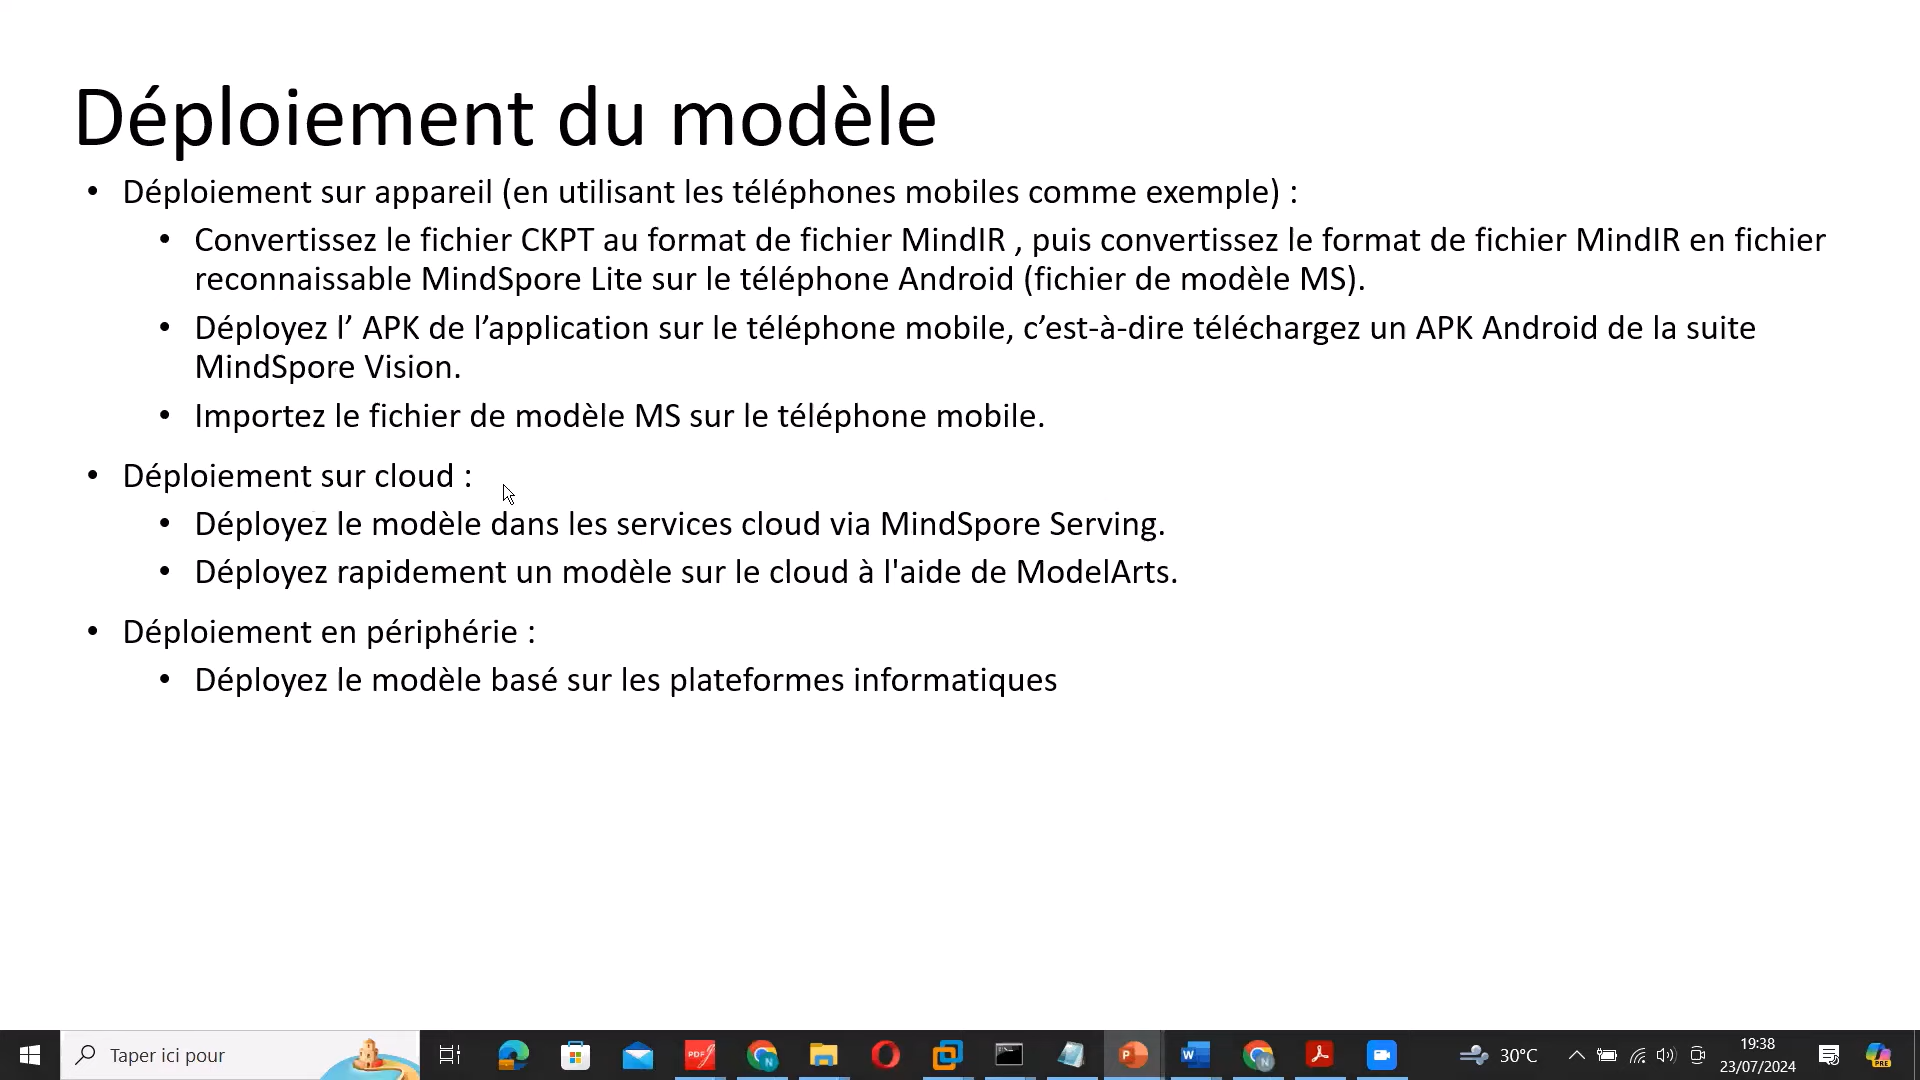 Déploiement du modèle
• Déploiement sur appareil (en utilisant les téléphones mobiles comme exemple) :
• Convertissez le fichier CKPT au format de fichier MindIR , puis convertissez le format de fichier MindIR en fichier
reconnaissable MindSpore Lite sur le téléphone Android (fichier de modèle MS).
• Déployez l’ APK de l’application sur le téléphone mobile, c’est-à-dire téléchargez un APK Android de la suite
MindSpore Vision.
• Importez le fichier de modèle MS sur le téléphone mobile.
• Déploiement sur cloud :
• Déployez le modèle dans les services cloud via MindSpore Serving.
• Déployez rapidement un modèle sur le cloud à l'aide de ModelArts.
• Déploiement en périphérie :
• Déployez le modèle basé sur les plateformes informatiques
Taper ici pour
PDF
N
P
W
N
30°C
19:38
23/07/2024
PRE